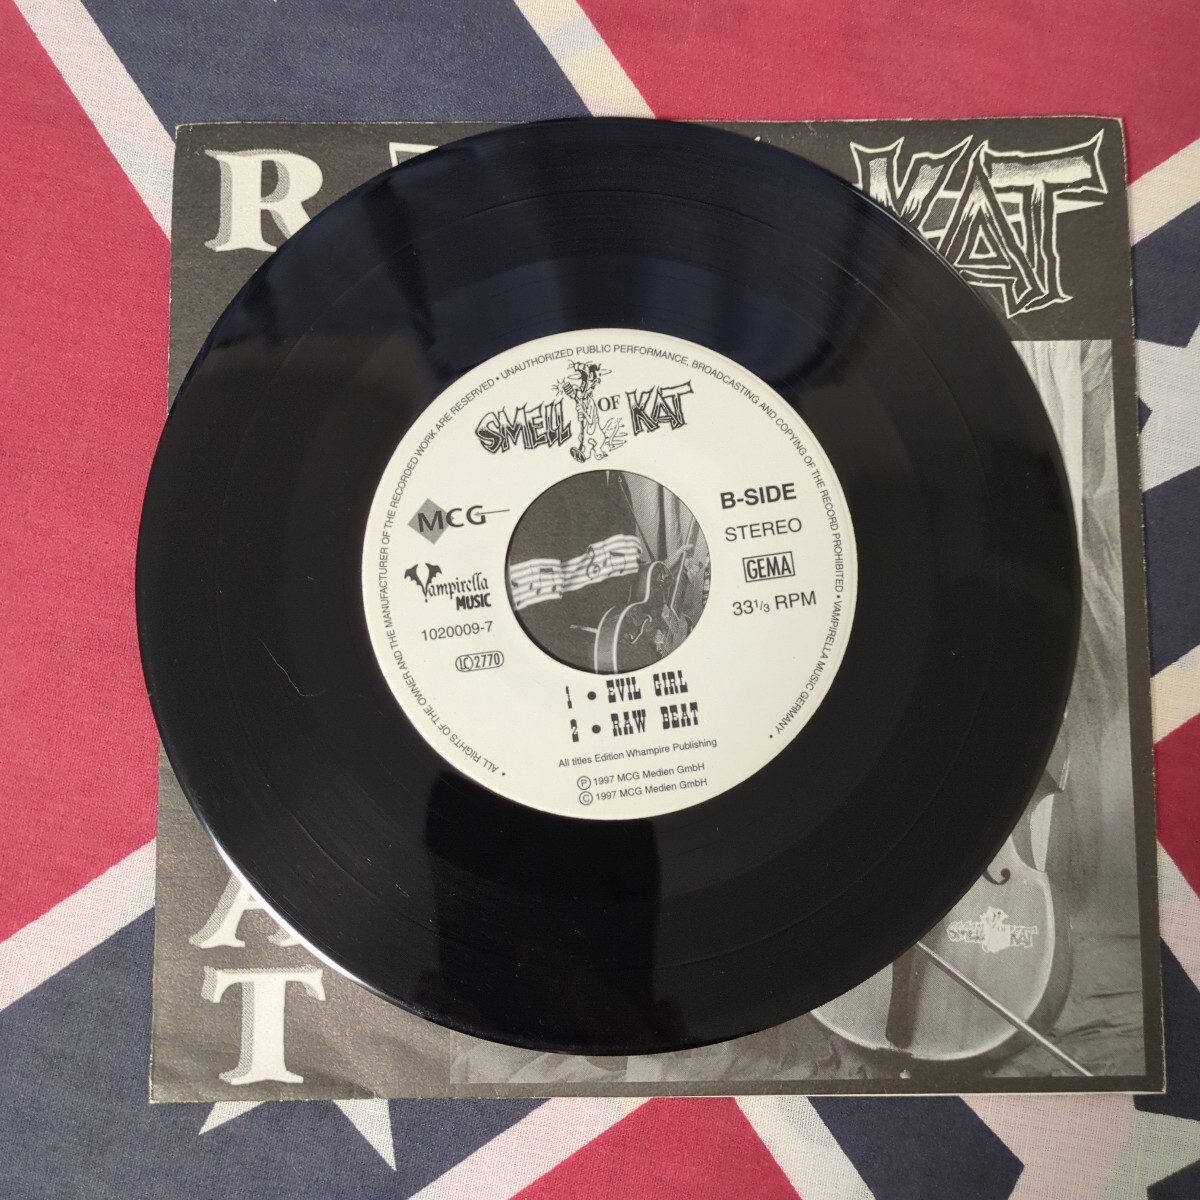 R
KAT
A
T
SMELL OF KAT
SMELL KAT
• UNAUTHORIZED PUBLIC PERFORMANCE, BROADCASTING AND COPYING OF THE RECORD PROHIBITED • VAMPIRELLA MUSIC GERMANY •
• ALL RIGHTS OF THE OWNER AND THE MANUFACTURER OF THE RECORDED WORK ARE RESERVED
MCG
Vampirella
MUSIC
1020009-7
LC 2770
B-SIDE
STEREO
GEMA
33 1/3 RPM
1 • EVIL GIRL
2 • RAW BEAT
All titles Edition Whampire Publishing
Ⓟ 1997 MCG Medien GmbH
© 1997 MCG Medien GmbH